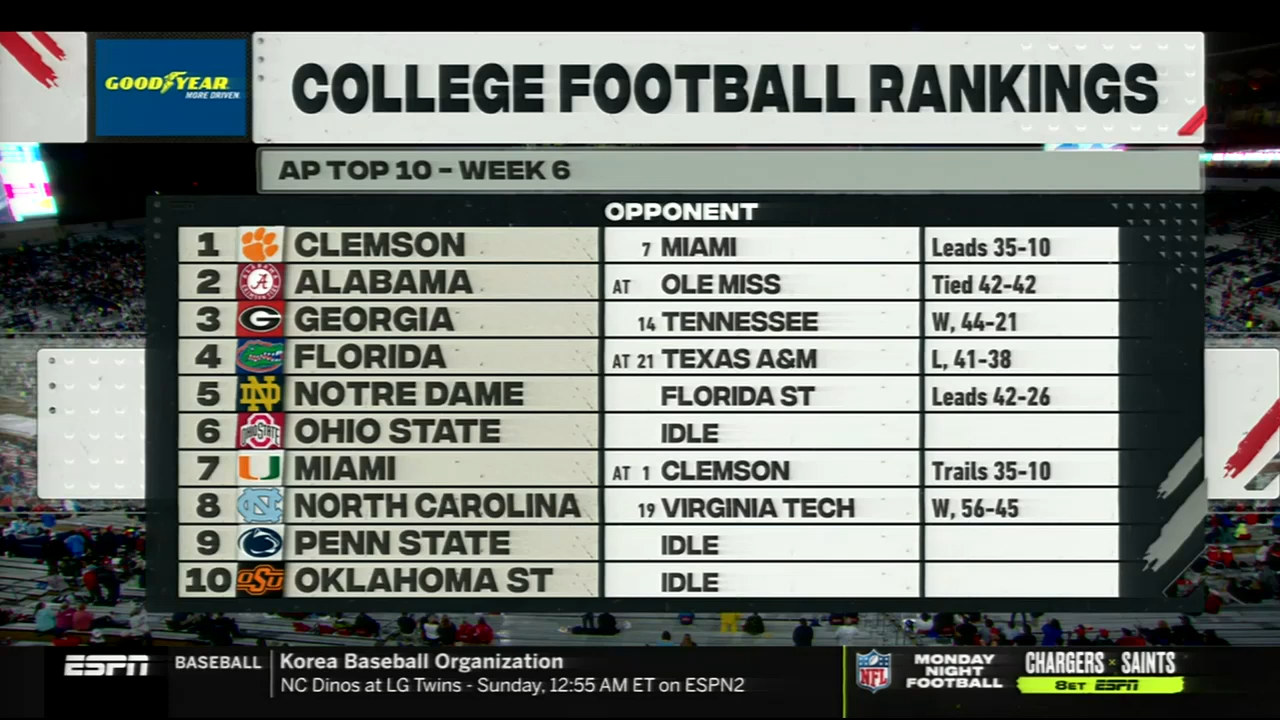 GOODYEAR
MORE DRIVEN.
COLLEGE FOOTBALL RANKINGS
AP TOP 10 - WEEK 6
OPPONENT
1 CLEMSON 7 MIAMI Leads 35-10
2 ALABAMA AT OLE MISS Tied 42-42
3 GEORGIA 14 TENNESSEE W, 44-21
4 FLORIDA AT 21 TEXAS A&M L, 41-38
5 NOTRE DAME FLORIDA ST Leads 42-26
6 OHIO STATE IDLE
7 MIAMI AT 1 CLEMSON Trails 35-10
8 NORTH CAROLINA 19 VIRGINIA TECH W, 56-45
9 PENN STATE IDLE
10 OKLAHOMA ST IDLE
ESPN BASEBALL Korea Baseball Organization
NC Dinos at LG Twins - Sunday, 12:55 AM ET on ESPN2
NFL MONDAY NIGHT FOOTBALL CHARGERS × SAINTS
8ET ESPN